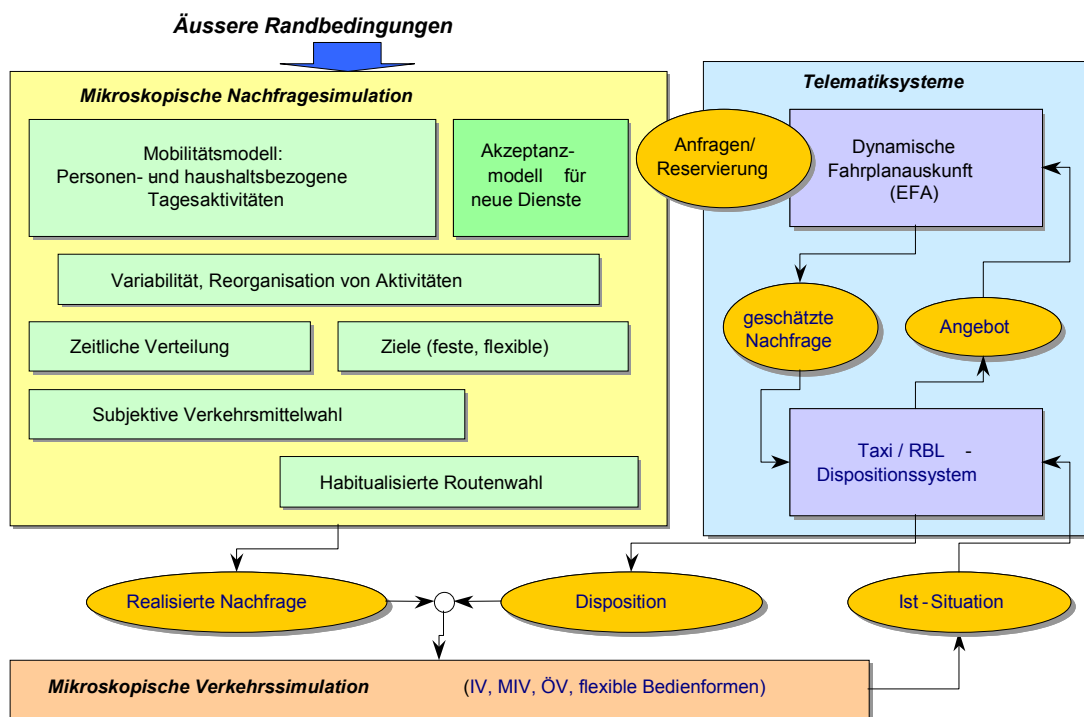 Äussere Randbedingungen
Mikroskopische Nachfragesimulation
Mobilitätsmodell:
Personen- und haushaltsbezogene
Tagesaktivitäten
Akzeptanz-
modell für
neue Dienste
Variabilität, Reorganisation von Aktivitäten
Zeitliche Verteilung
Ziele (feste, flexible)
Subjektive Verkehrsmittelwahl
Habitualisierte Routenwahl
Telematiksysteme
Anfragen/
Reservierung
Dynamische
Fahrplanauskunft
(EFA)
geschätzte
Nachfrage
Angebot
Taxi / RBL -
Dispositionssystem
Realisierte Nachfrage
Disposition
Ist - Situation
Mikroskopische Verkehrssimulation (IV, MIV, ÖV, flexible Bedienformen)